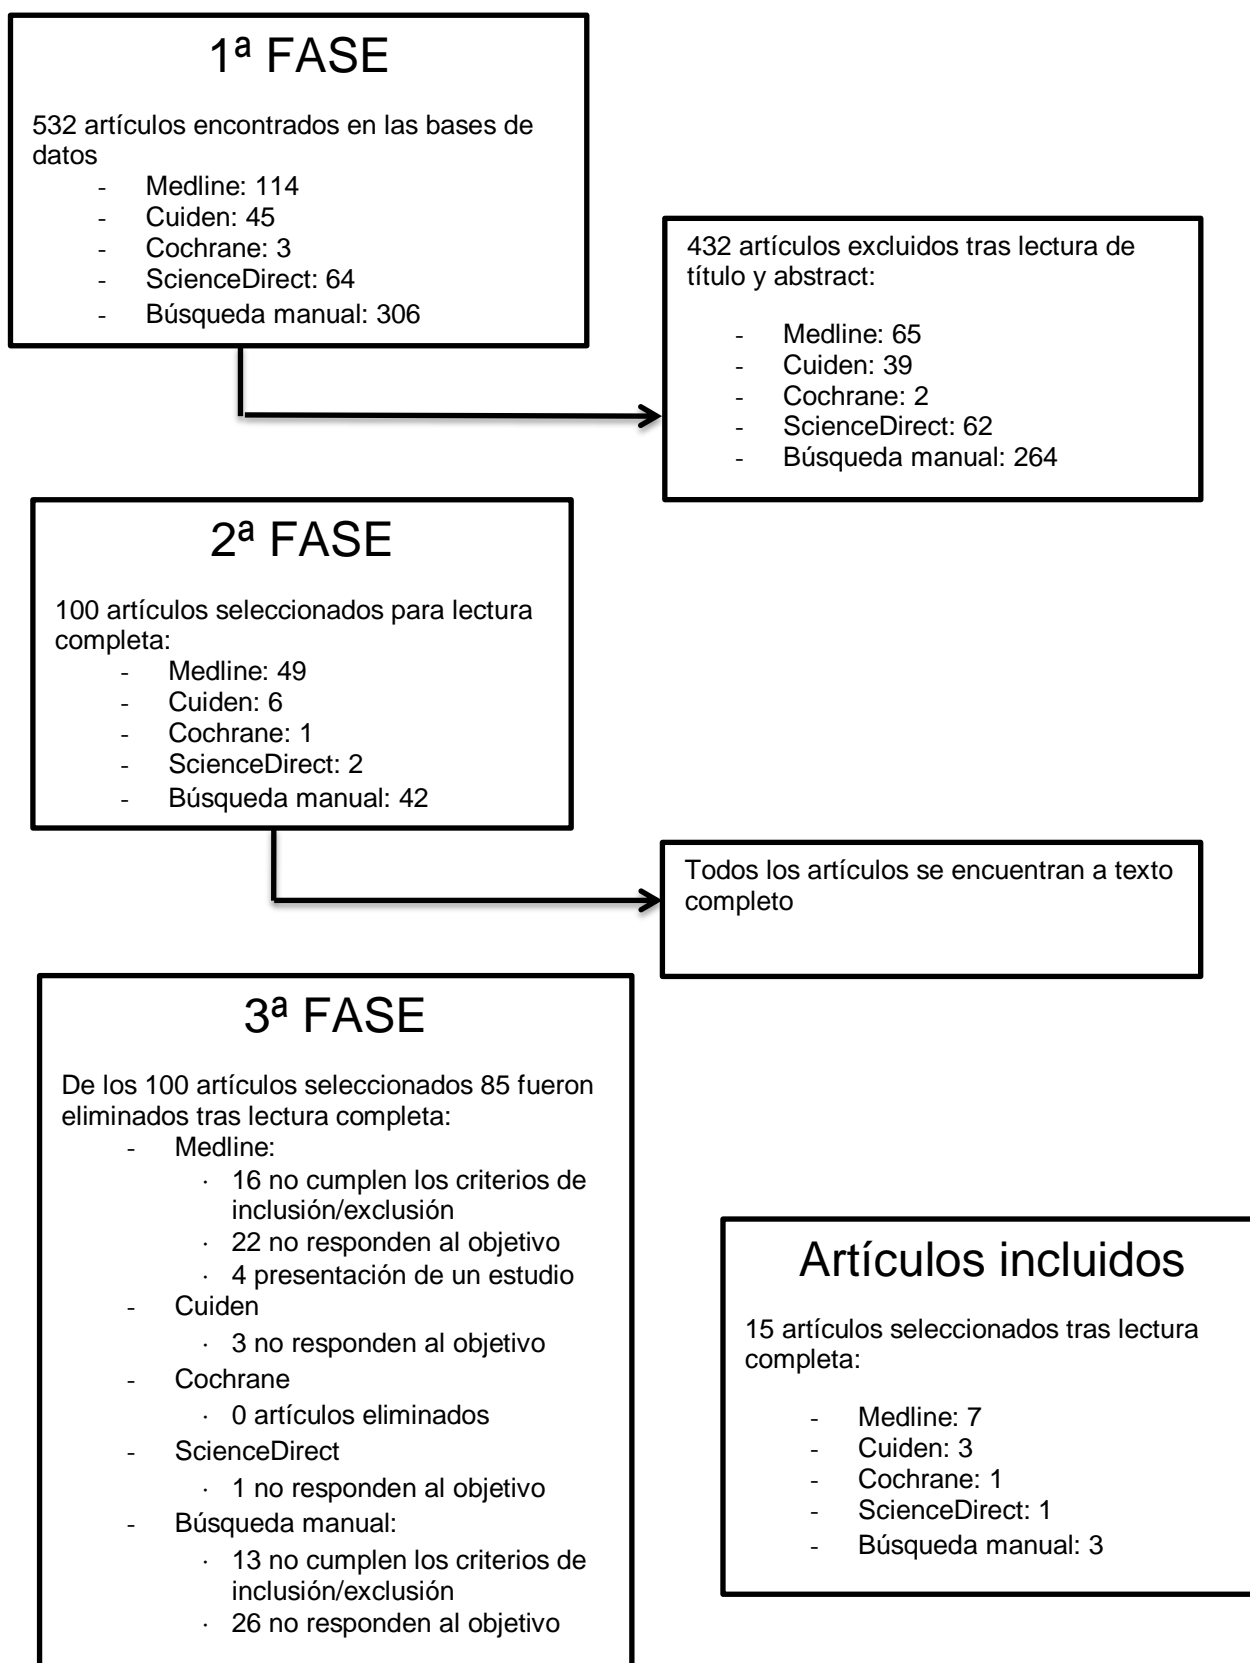 1ª FASE
532 artículos encontrados en las bases de
datos
- Medline: 114
- Cuiden: 45
- Cochrane: 3
- ScienceDirect: 64
- Búsqueda manual: 306
432 artículos excluidos tras lectura de
título y abstract:
- Medline: 65
- Cuiden: 39
- Cochrane: 2
- ScienceDirect: 62
- Búsqueda manual: 264
2ª FASE
100 artículos seleccionados para lectura
completa:
- Medline: 49
- Cuiden: 6
- Cochrane: 1
- ScienceDirect: 2
- Búsqueda manual: 42
Todos los artículos se encuentran a texto
completo
3ª FASE
De los 100 artículos seleccionados 85 fueron
eliminados tras lectura completa:
- Medline:
· 16 no cumplen los criterios de
inclusión/exclusión
· 22 no responden al objetivo
· 4 presentación de un estudio
- Cuiden
· 3 no responden al objetivo
- Cochrane
· 0 artículos eliminados
- ScienceDirect
· 1 no responden al objetivo
- Búsqueda manual:
· 13 no cumplen los criterios de
inclusión/exclusión
· 26 no responden al objetivo
Artículos incluidos
15 artículos seleccionados tras lectura
completa:
- Medline: 7
- Cuiden: 3
- Cochrane: 1
- ScienceDirect: 1
- Búsqueda manual: 3